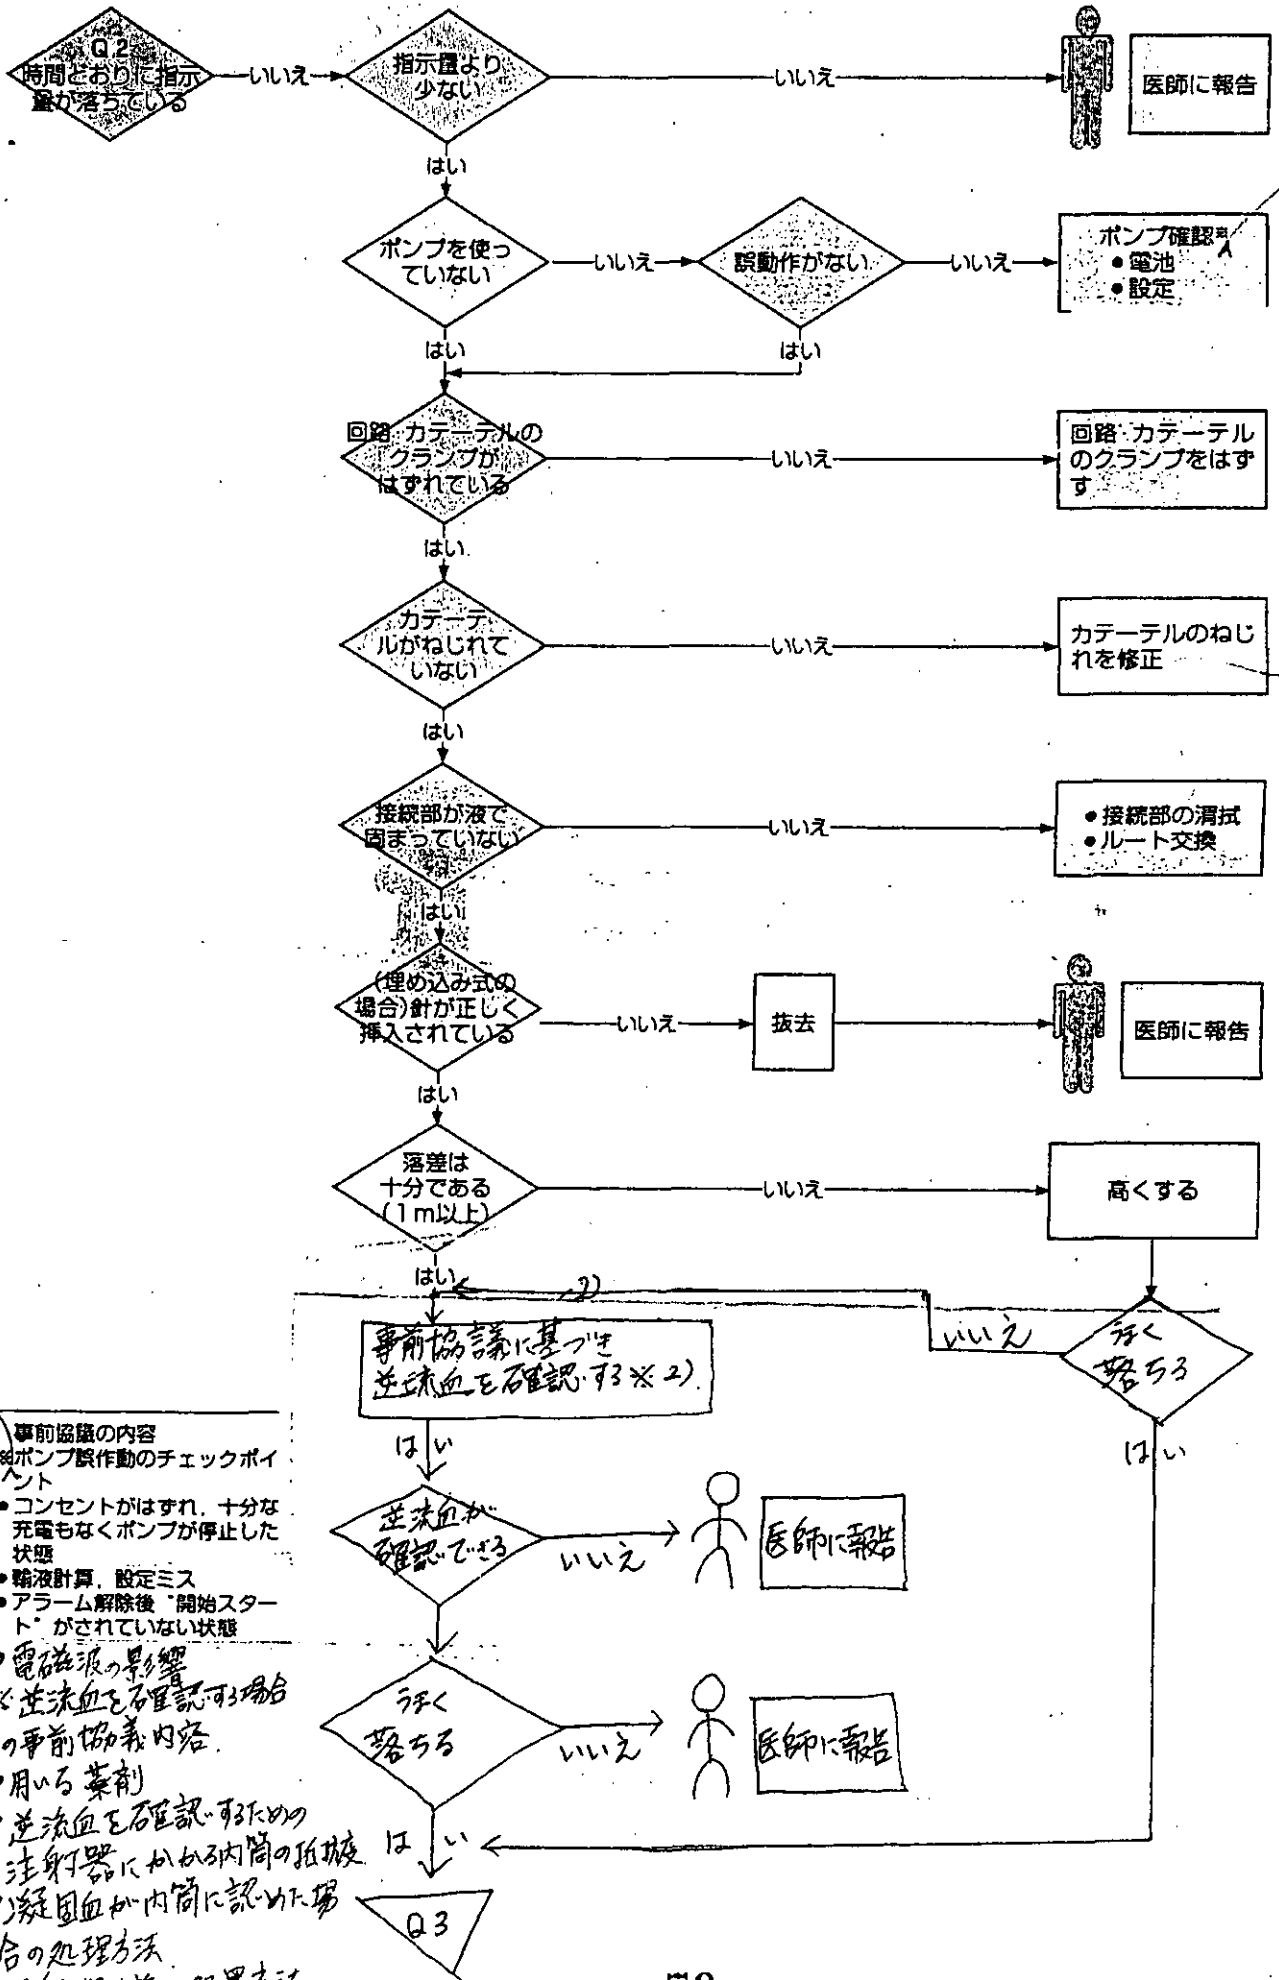 Q2
時間どおりに指示
量が落ちている
いいえ
指示量より
少ない
いいえ
医師に報告
はい
ポンプを使っ
ていない
いいえ
誤動作がない
いいえ
ポンプ確認※
●電池
●設定
はい
はい
回路・カテーテルの
クランプが
はずれている
いいえ
回路・カテーテル
のクランプをはず
す
はい
カテーテ
ルがねじれて
いない
いいえ
カテーテルのねじ
れを修正
はい
接続部が液で
固まっていない
いいえ
●接続部の清拭
●ルート交換
はい
(埋め込み式の
場合)針が正しく
挿入されている
いいえ
抜去
医師に報告
はい
落差は
十分である
(1m以上)
いいえ
高くする
はい
2)
事前協議に基づき
逆流血を確認する※2)
いいえ
うまく
落ちる
はい
はい
逆流血が
確認できる
いいえ
医師に報告
うまく
落ちる
いいえ
医師に報告
はい
Q3
事前協議の内容
※ポンプ誤作動のチェックポイ
ント
●コンセントがはずれ、十分な
充電もなくポンプが停止した
状態
●輸液計算、設定ミス
●アラーム解除後“開始スター
ト”がされていない状態
電磁波の影響
※逆流血を確認する場合
の事前協議内容.
用いる薬剤
逆流血を確認するための
注射器にかかる内筒の抵抗度
凝固血が内筒に認めた場
合の処理方法